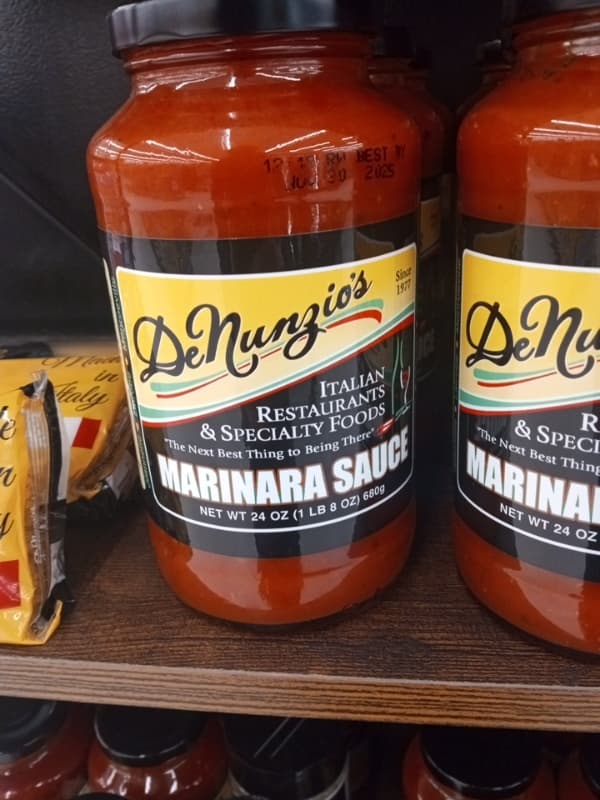 BEST BY
2025
DeNunzio's
Since
1977
ITALIAN
RESTAURANTS
& SPECIALTY FOODS
"The Next Best Thing to Being There"
MARINARA SAUCE
NET WT 24 OZ (1 LB 8 OZ) 680g
DeNu
R
& SPECI
"The Next Best Thing
MARINA
NET WT 24 OZ
Made
in
Italy